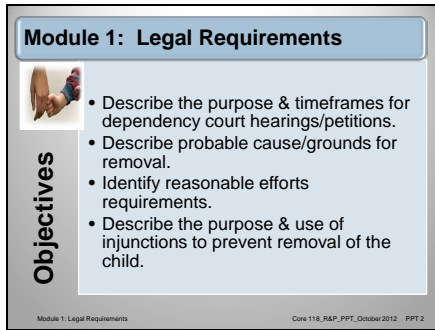 Module 1:  Legal Requirements
Objectives
• Describe the purpose & timeframes for
dependency court hearings/petitions.
• Describe probable cause/grounds for
removal.
• Identify reasonable efforts
requirements.
• Describe the purpose & use of
injunctions to prevent removal of the
child.
Module 1: Legal Requirements
Core 118_R&P_PPT_October 2012    PPT 2